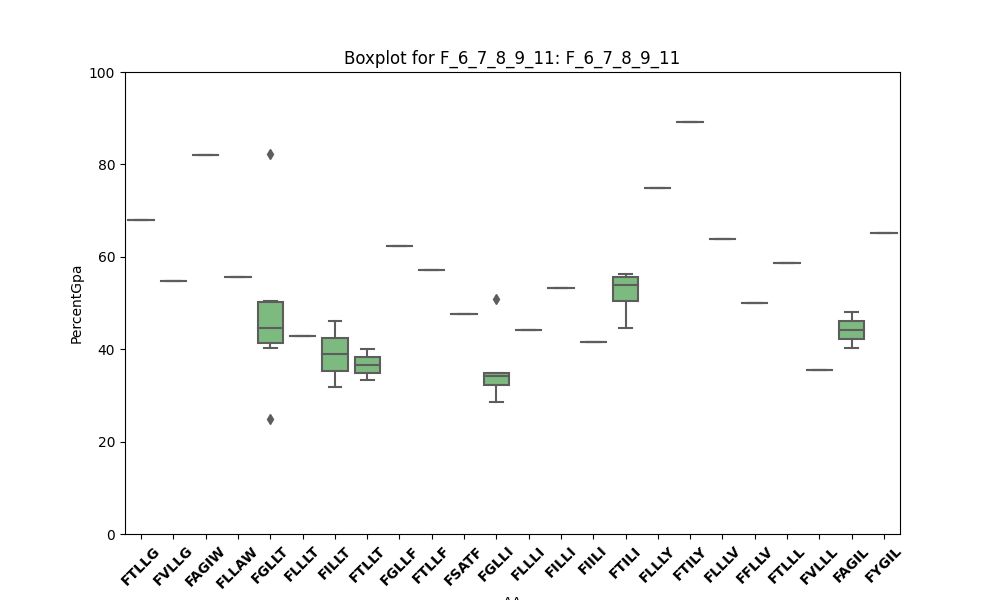 Boxplot for F_6_7_8_9_11: F_6_7_8_9_11
100
80
60
40
20
0
PercentGpa
FTLLG FVLLG FAGIW FLLAW FGLLT FLLLT FILLT FTLLT FGLLF FTLLF FSATF FGLLI FLLLI FILLI FIILI FTILI FLLLY FTILY FLLLV FFLLV FTLLL FVLLL FAGIL FYGIL
AA